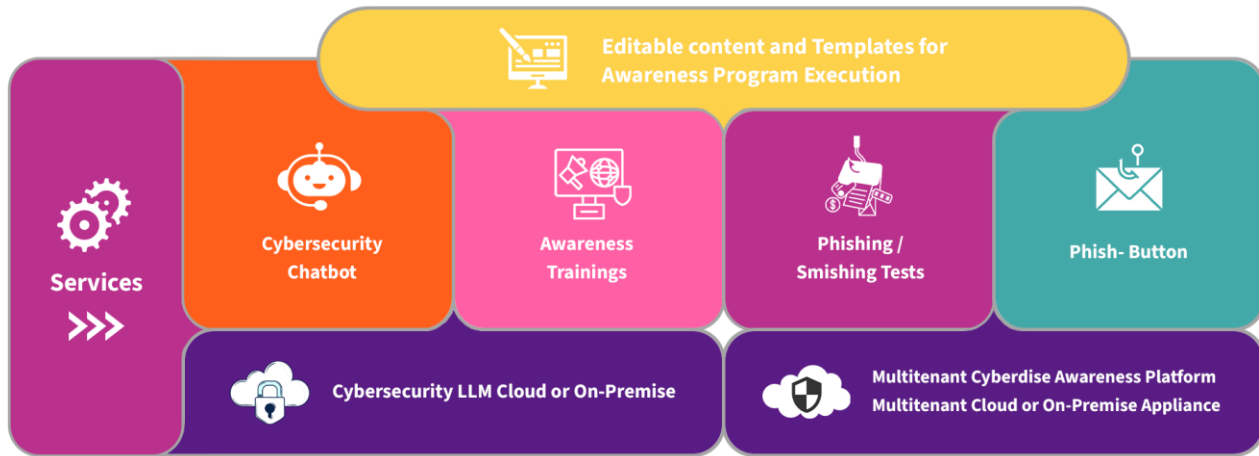 Editable content and Templates for
Awareness Program Execution
Services
Cybersecurity
Chatbot
Awareness
Trainings
Phishing /
Smishing Tests
Phish- Button
Cybersecurity LLM Cloud or On-Premise
Multitenant Cyberdise Awareness Platform
Multitenant Cloud or On-Premise Appliance